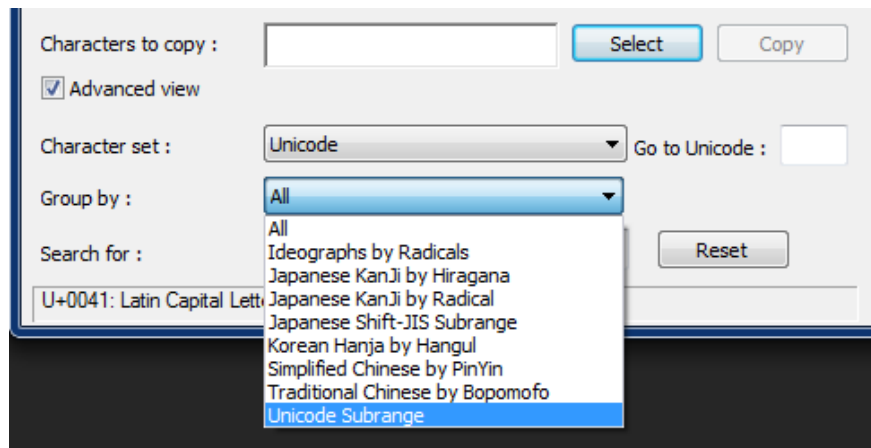 Characters to copy : Select Copy
Advanced view
Character set : Unicode Go to Unicode :
Group by : All
All
Ideographs by Radicals
Search for : Reset
Japanese KanJi by Hiragana
Japanese KanJi by Radical
U+0041: Latin Capital
Japanese Shift-JIS Subrange
Korean Hanja by Hangul
Simplified Chinese by PinYin
Traditional Chinese by Bopomofo
Unicode Subrange